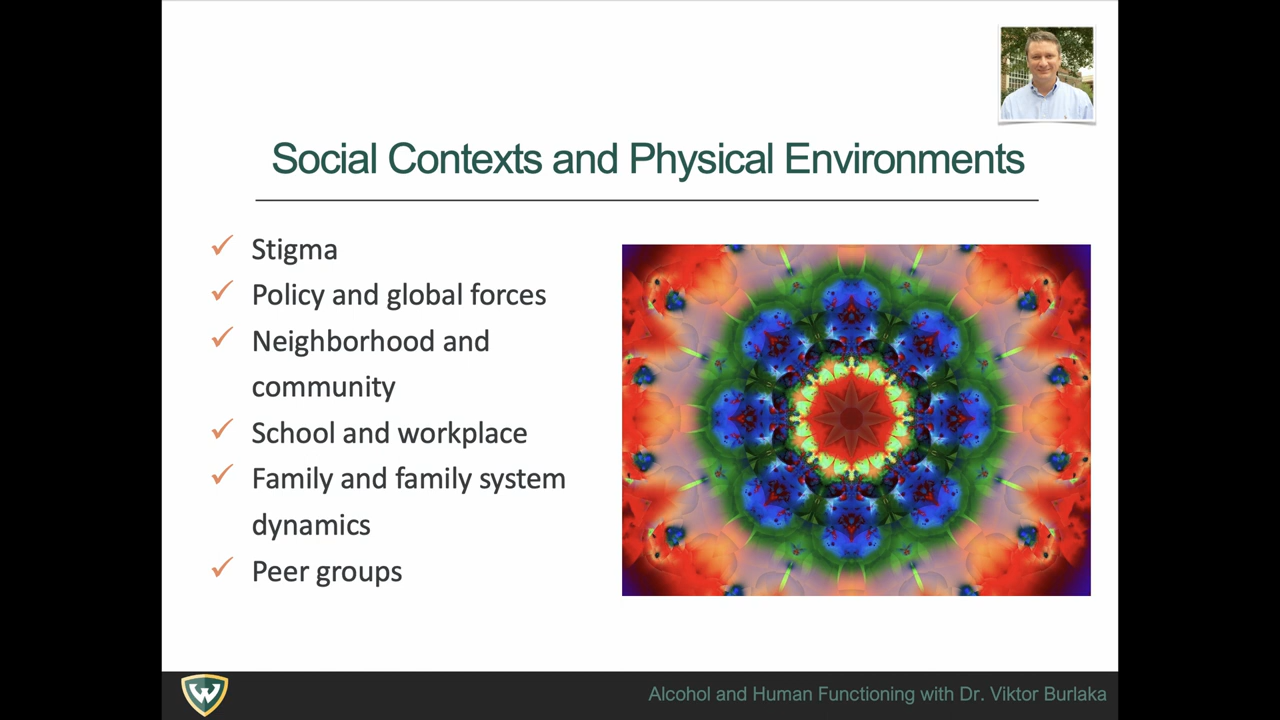 Social Contexts and Physical Environments
Stigma
Policy and global forces
Neighborhood and
community
School and workplace
Family and family system
dynamics
Peer groups
W
Alcohol and Human Functioning with Dr. Viktor Burlaka